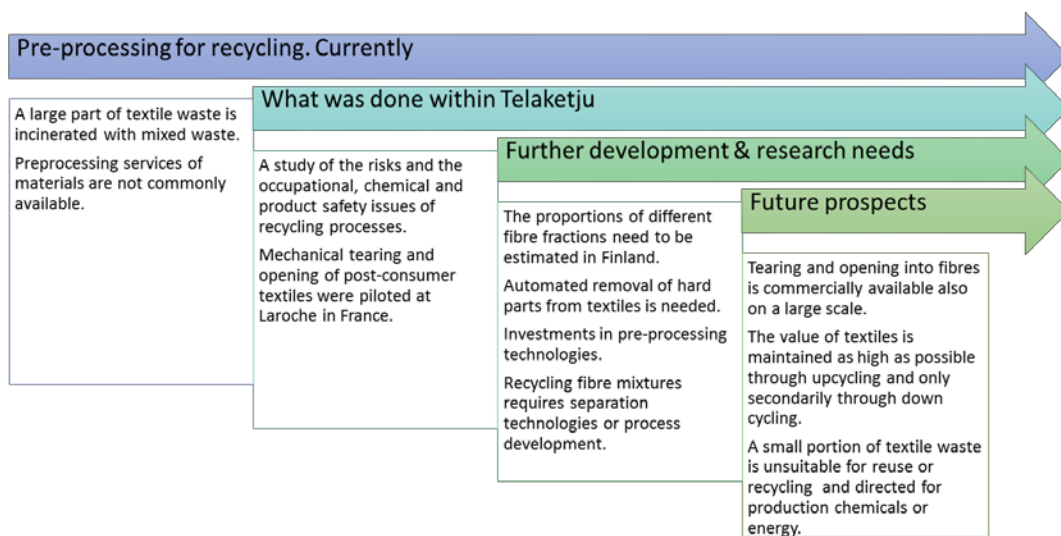 Pre-processing for recycling. Currently
A large part of textile waste is
incinerated with mixed waste.
Preprocessing services of
materials are not commonly
available.
What was done within Telaketju
A study of the risks and the
occupational, chemical and
product safety issues of
recycling processes.
Mechanical tearing and
opening of post-consumer
textiles were piloted at
Laroche in France.
Further development & research needs
The proportions of different
fibre fractions need to be
estimated in Finland.
Automated removal of hard
parts from textiles is needed.
Investments in pre-processing
technologies.
Recycling fibre mixtures
requires separation
technologies or process
development.
Future prospects
Tearing and opening into fibres
is commercially available also
on a large scale.
The value of textiles is
maintained as high as possible
through upcycling and only
secondarily through down
cycling.
A small portion of textile waste
is unsuitable for reuse or
recycling and directed for
production chemicals or
energy.